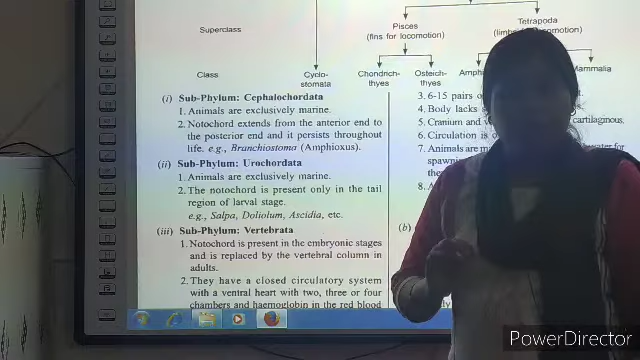 Superclass
Pisces
(fins for locomotion)
Tetrapoda
Class
Cyclo-
stomata
Chondrich-
thyes
Osteich-
thyes
Mammalia
(i) Sub-Phylum: Cephalochordata
1. Animals are exclusively marine.
2. Notochord extends from the anterior end to
the posterior end and it persists throughout
life. e.g., Branchiostoma (Amphioxus).
(ii) Sub-Phylum: Urochordata
1. Animals are exclusively marine.
2. The notochord is present only in the tail
region of larval stage.
e.g., Salpa, Doliolum, Ascidia, etc.
(iii) Sub-Phylum: Vertebrata
1. Notochord is present in the embryonic stages
and is replaced by the vertebral column in
adults.
2. They have a closed circulatory system
with a ventral heart with two, three or four
chambers and haemoglobin in the red blood
3. 6-15 pairs
4. Body lacks
5. Cranium and cartilagnous,
6. Circulation is
7. Animals are for
8.
(b)
PowerDirector